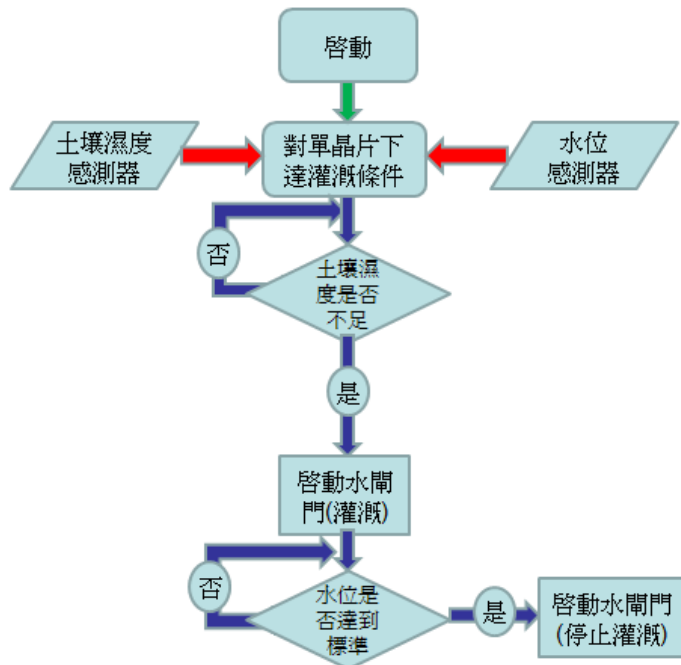 啓動
土壤濕度
感測器
對單晶片下
達灌溉條件
水位
感測器
否
土壤濕
度是否
不足
是
啓動水閘
門(灌溉)
否
水位是
否達到
標準
是
啓動水閘門
(停止灌溉)